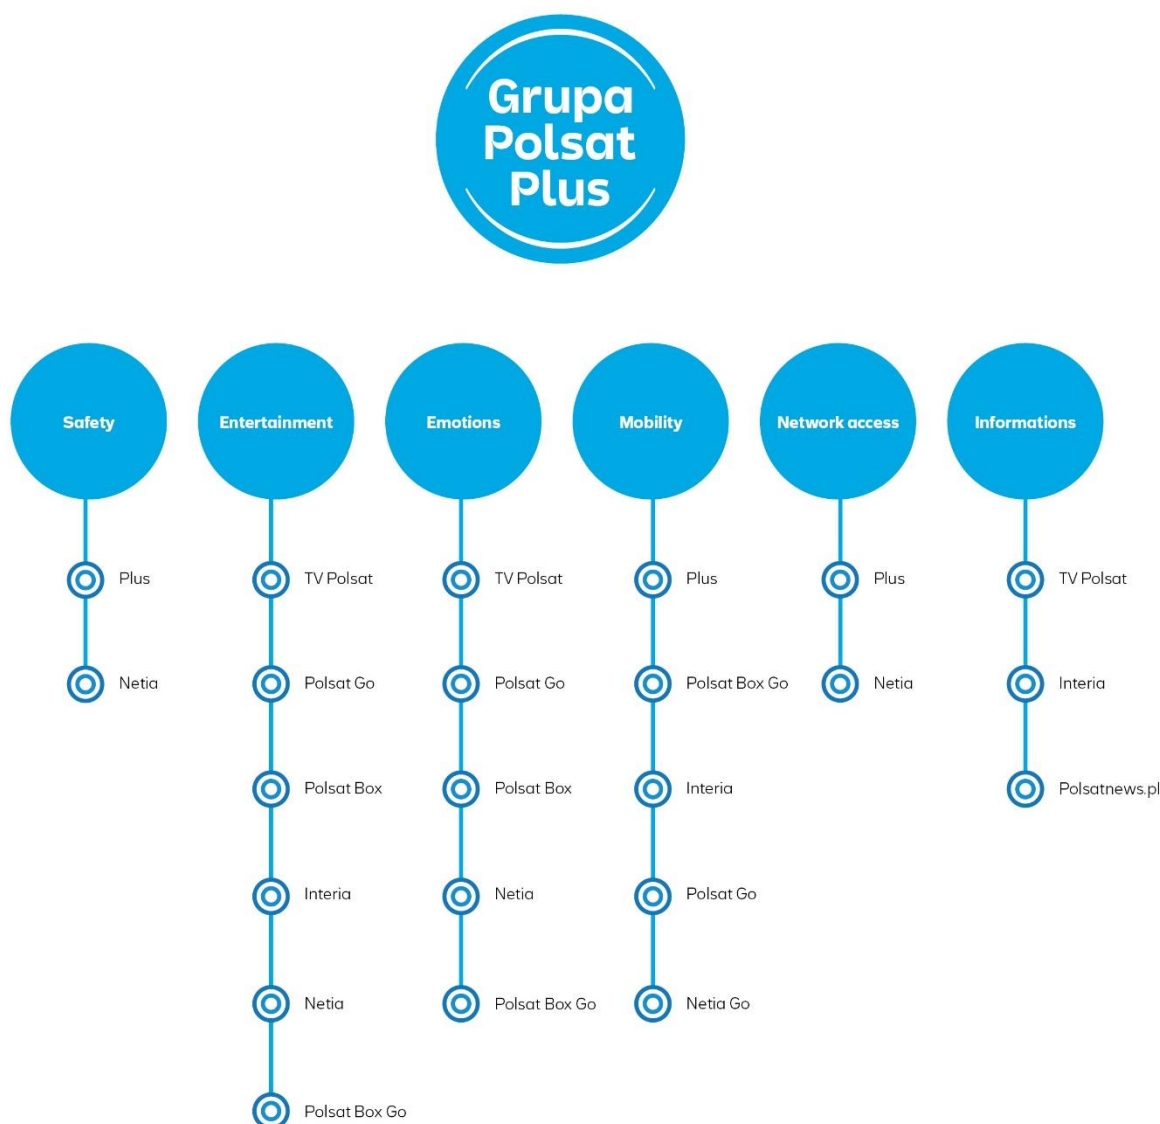 Grupa
Polsat
Plus
Safety
Entertainment
Emotions
Mobility
Network access
Informations
Plus
Netia
TV Polsat
Polsat Go
Polsat Box
Interia
Netia
Polsat Box Go
TV Polsat
Polsat Go
Polsat Box
Netia
Polsat Box Go
Plus
Polsat Box Go
Interia
Polsat Go
Netia Go
Plus
Netia
TV Polsat
Interia
Polsatnews.pl